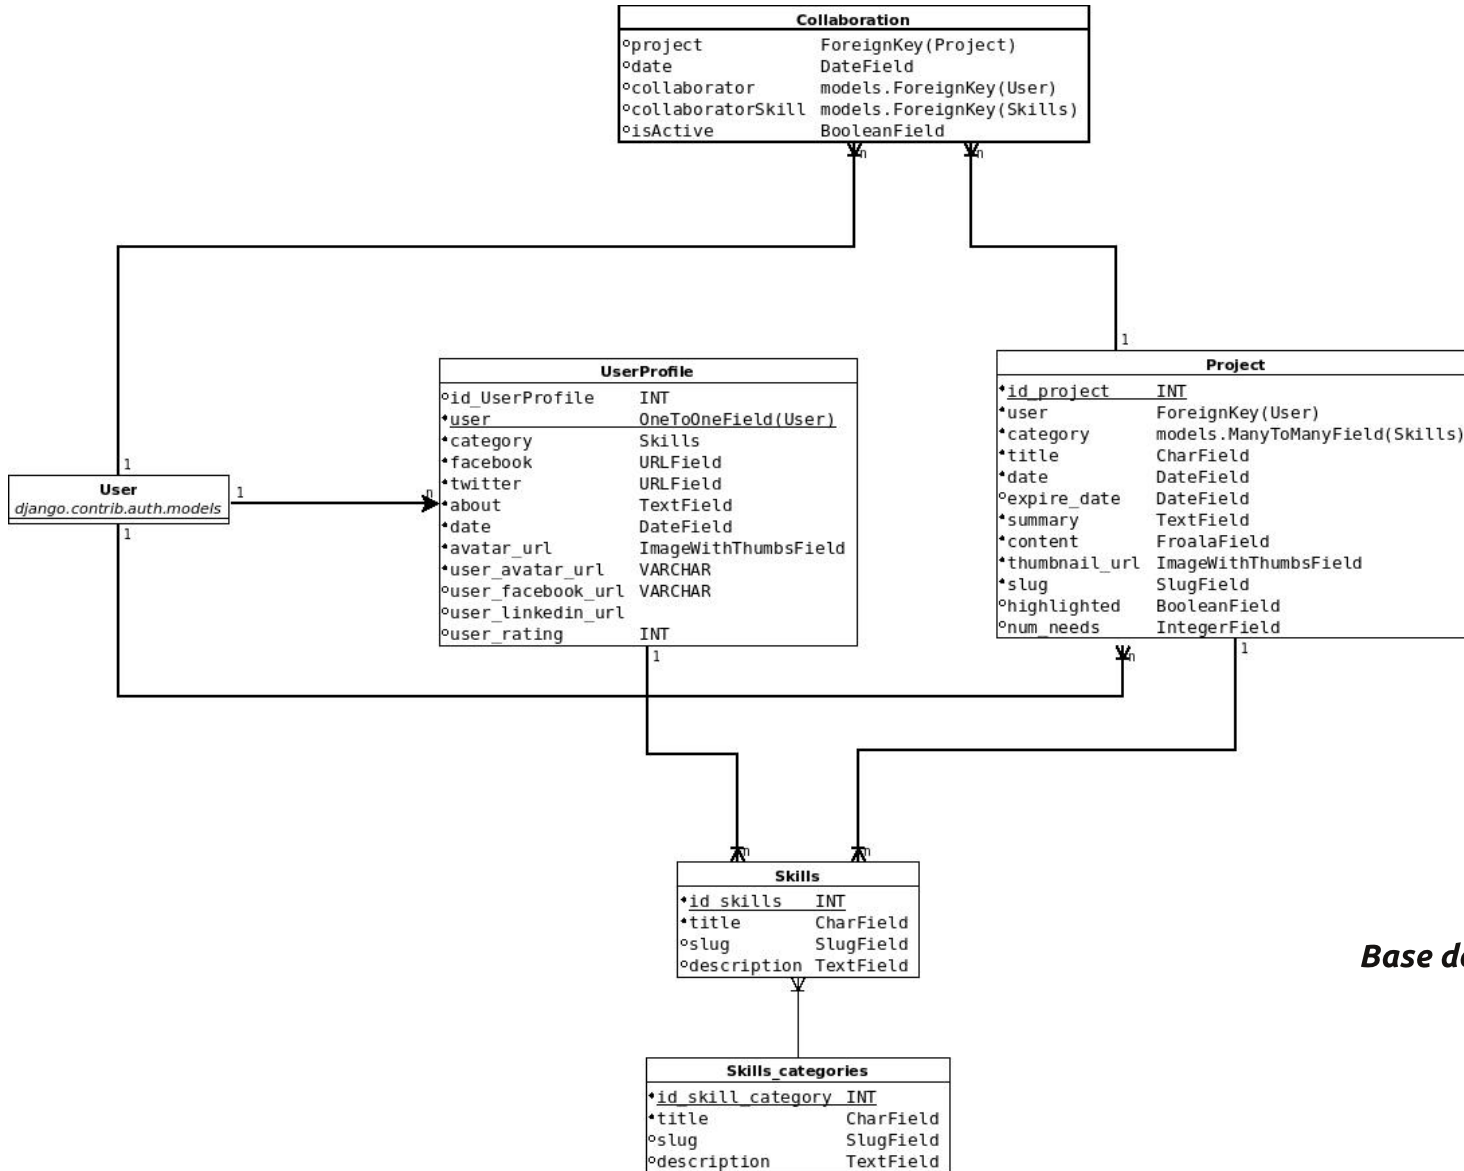 Collaboration
project ForeignKey(Project)
date DateField
collaborator models.ForeignKey(User)
collaboratorSkill models.ForeignKey(Skills)
isActive BooleanField
n n
1
UserProfile
id_UserProfile INT
user OneToOneField(User)
category Skills
facebook URLField
twitter URLField
about TextField
date DateField
avatar_url ImageWithThumbsField
user_avatar_url VARCHAR
user_facebook_url VARCHAR
user_linkedin_url
user_rating INT
1
Project
id_project INT
user ForeignKey(User)
category models.ManyToManyField(Skills)
title CharField
date DateField
expire_date DateField
summary TextField
content FroalaField
thumbnail_url ImageWithThumbsField
slug SlugField
highlighted BooleanField
num_needs IntegerField
n 1
1
User
django.contrib.auth.models
1 n
1
n n
Skills
id_skills INT
title CharField
slug SlugField
description TextField
Base
Skills_categories
id_skill_category INT
title CharField
slug SlugField
description TextField